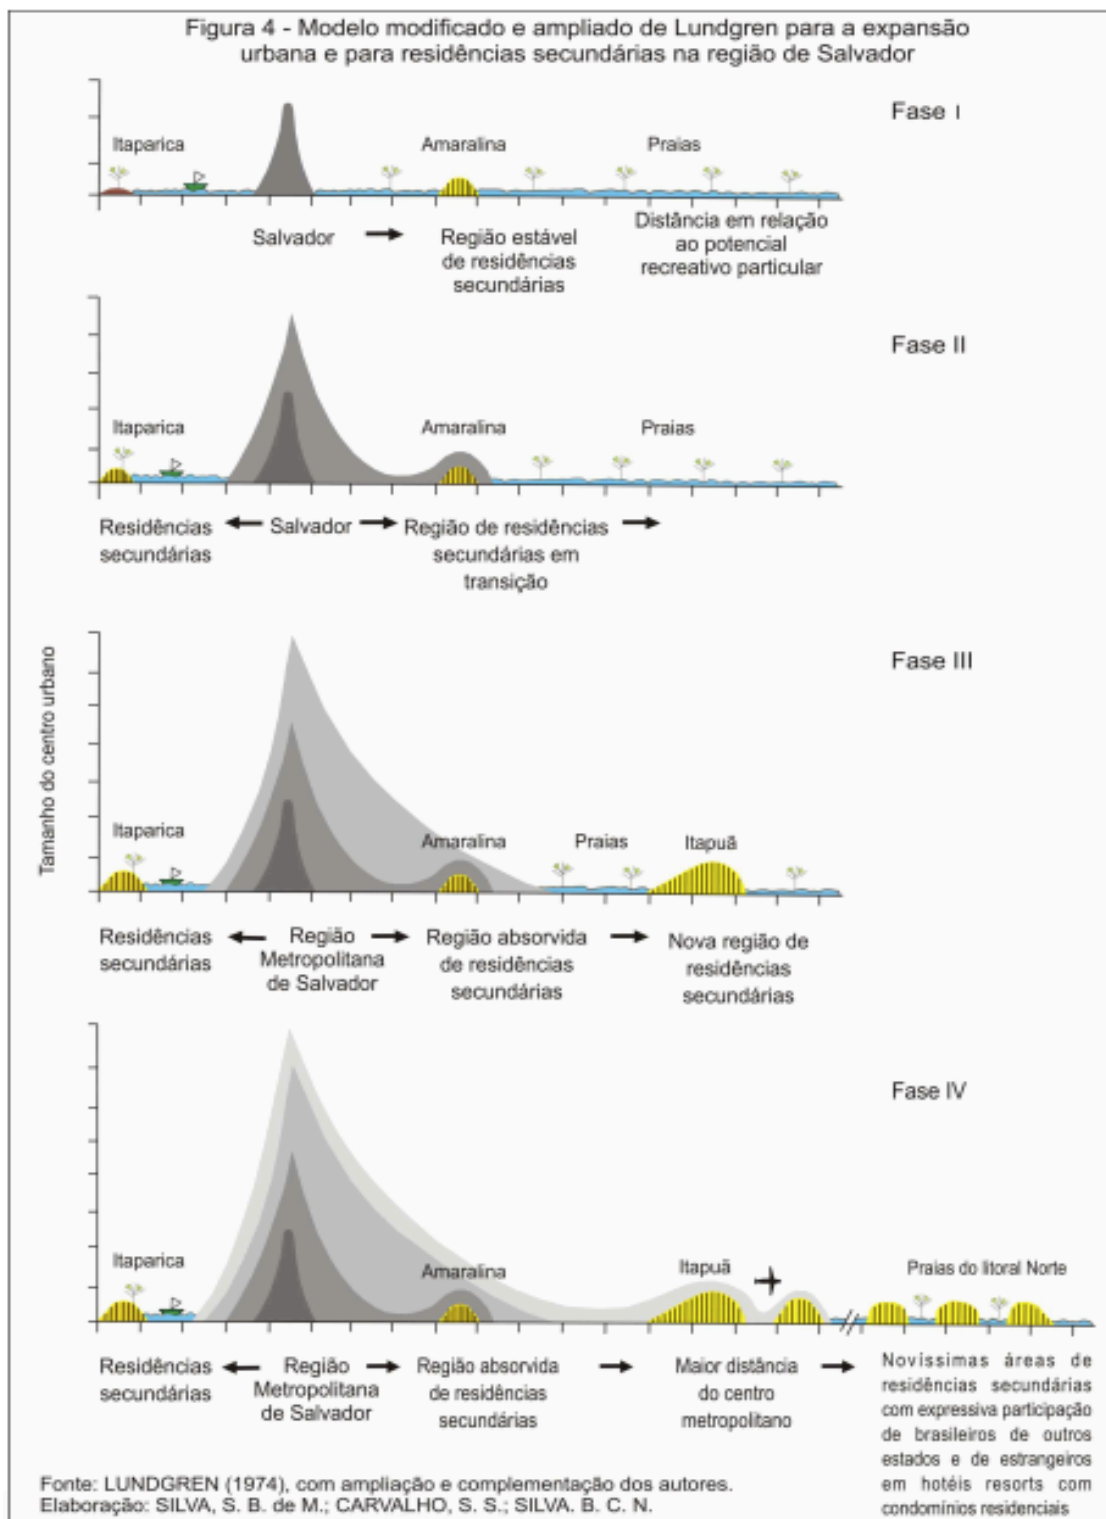 Figura 4 - Modelo modificado e ampliado de Lundgren para a expansão
urbana e para residências secundárias na região de Salvador
Fase I
Itaparica
Amaralina
Praias
Salvador
Região estável
de residências
secundárias
Distância em relação
ao potencial
recreativo particular
Fase II
Itaparica
Amaralina
Praias
Residências
secundárias
Salvador
Região de residências
secundárias em
transição
Tamanho do centro urbano
Fase III
Itaparica
Amaralina
Praias
Itapuã
Residências
secundárias
Região
Metropolitana
de Salvador
Região absorvida
de residências
secundárias
Nova região de
residências
secundárias
Fase IV
Itaparica
Amaralina
Itapuã
Praias do litoral Norte
Residências
secundárias
Região
Metropolitana
de Salvador
Região absorvida
de residências
secundárias
Maior distância
do centro
metropolitano
Novíssimas áreas de
residências secundárias
com expressiva participação
de brasileiros de outros
estados e de estrangeiros
em hotéis resorts com
condomínios residenciais
Fonte: LUNDGREN (1974), com ampliação e complementação dos autores.
Elaboração: SILVA, S. B. de M.; CARVALHO, S. S.; SILVA. B. C. N.